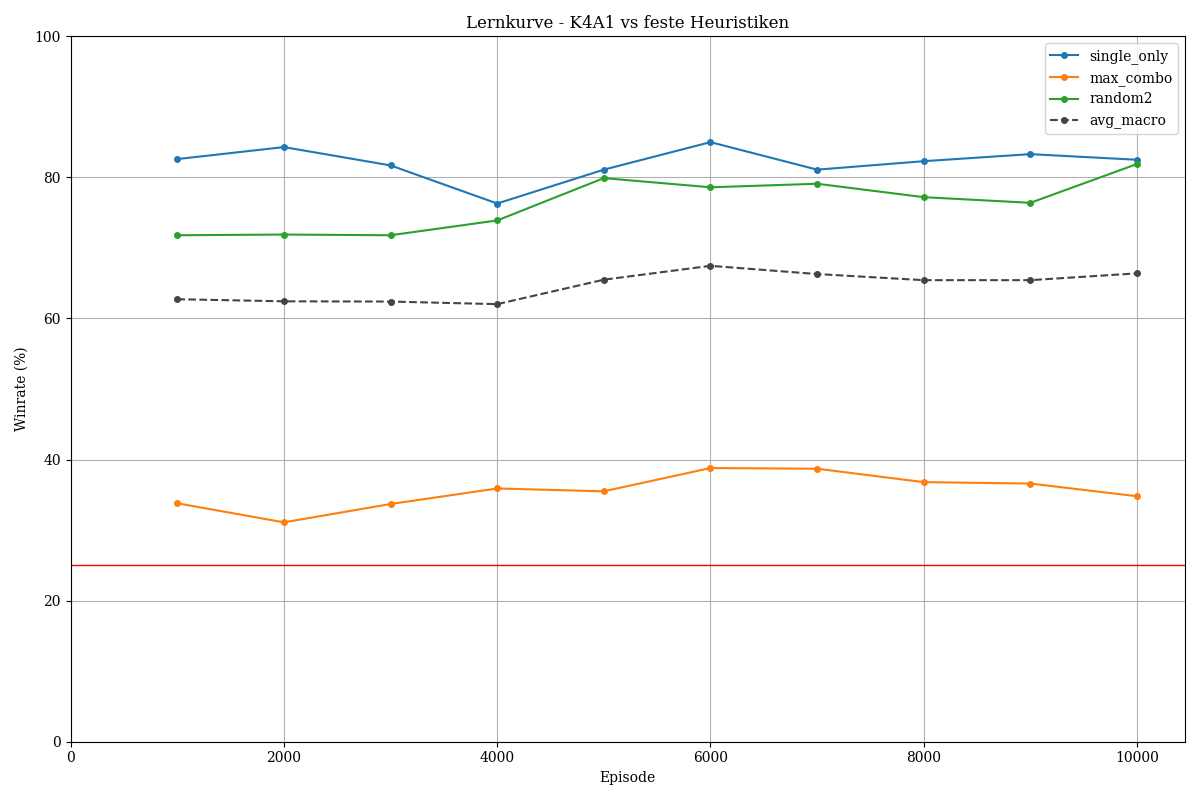 Lernkurve - K4A1 vs feste Heuristiken
100
80
60
40
20
0
Winrate (%)
single_only
max_combo
random2
avg_macro
0 2000 4000 6000 8000 10000
Episode